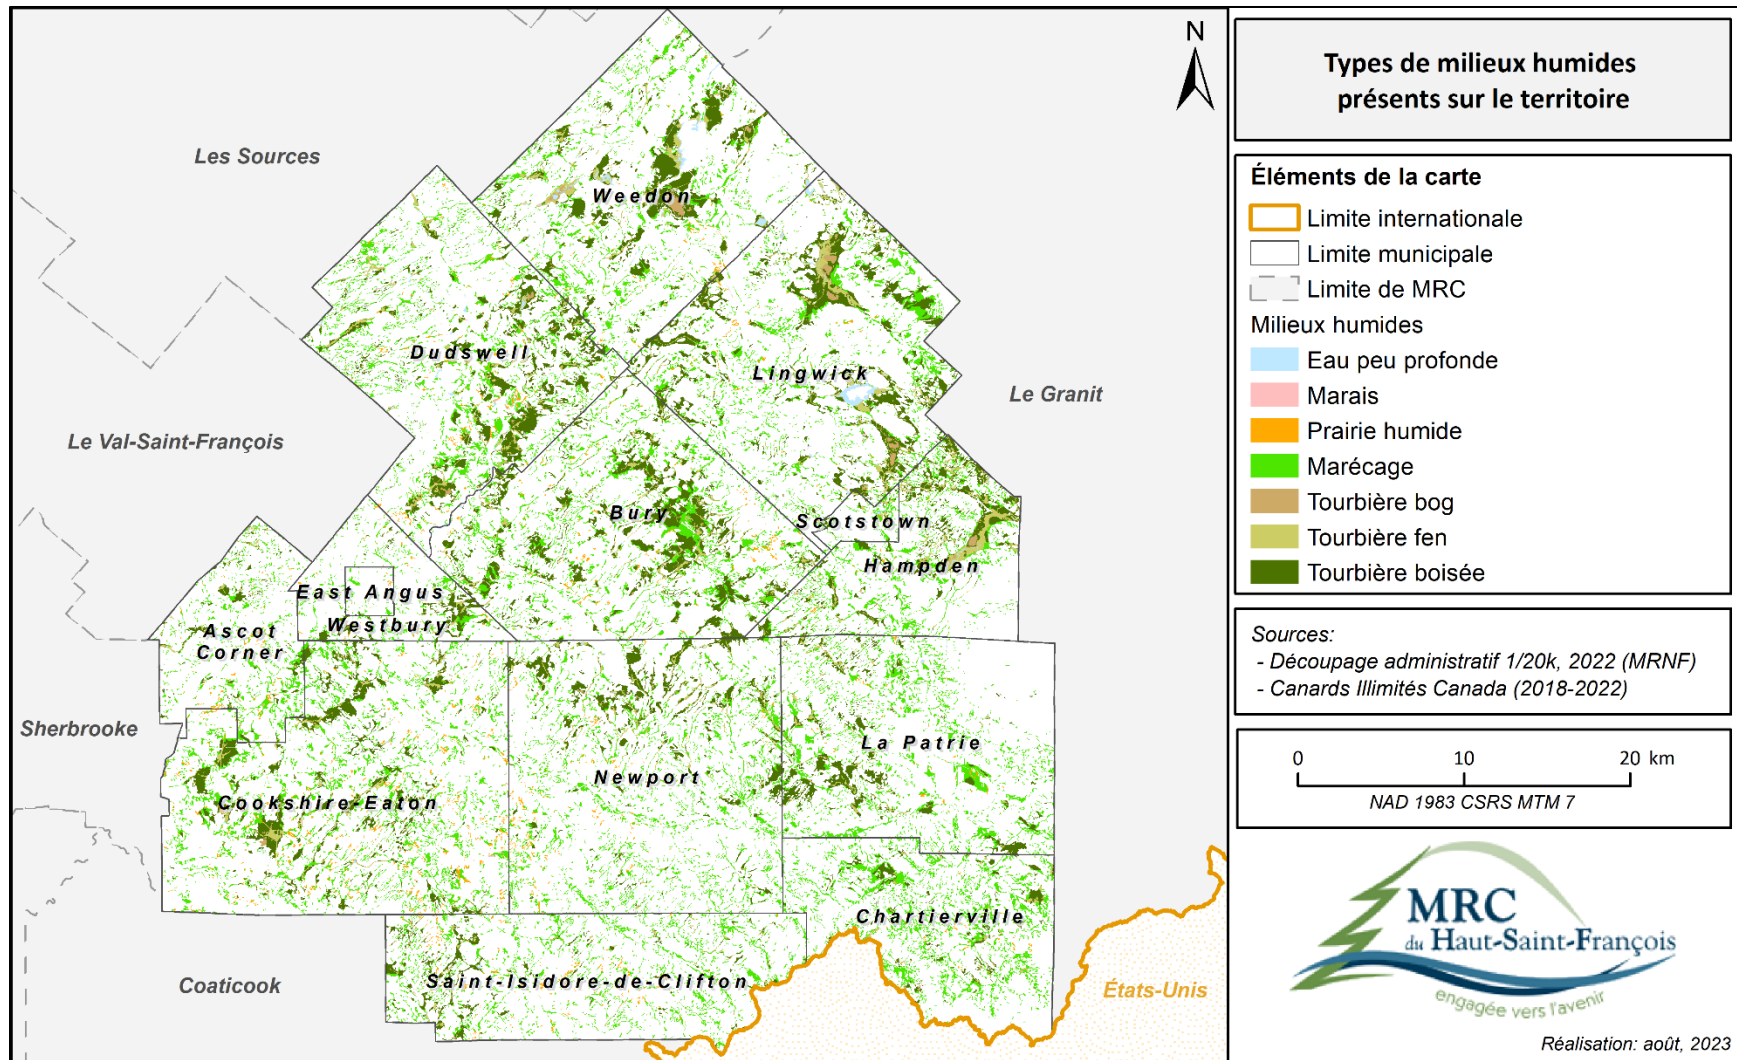 N
Les Sources
Weedon
Dudswell
Lingwick
Le Granit
Le Val-Saint-François
Bury
Scotstown
Hampden
East Angus
Westbury
Ascot
Corner
Sherbrooke
La Patrie
Newport
Cookshire-Eaton
Chartierville
Saint-Isidore-de-Clifton
Coaticook
États-Unis
Types de milieux humides
présents sur le territoire
Éléments de la carte
Limite internationale
Limite municipale
Limite de MRC
Milieux humides
Eau peu profonde
Marais
Prairie humide
Marécage
Tourbière bog
Tourbière fen
Tourbière boisée
Sources:
- Découpage administratif 1/20k, 2022 (MRNF)
- Canards Illimités Canada (2018-2022)
0 10 20 km
NAD 1983 CSRS MTM 7
MRC
du Haut-Saint-François
engagée vers l'avenir
Réalisation: août, 2023